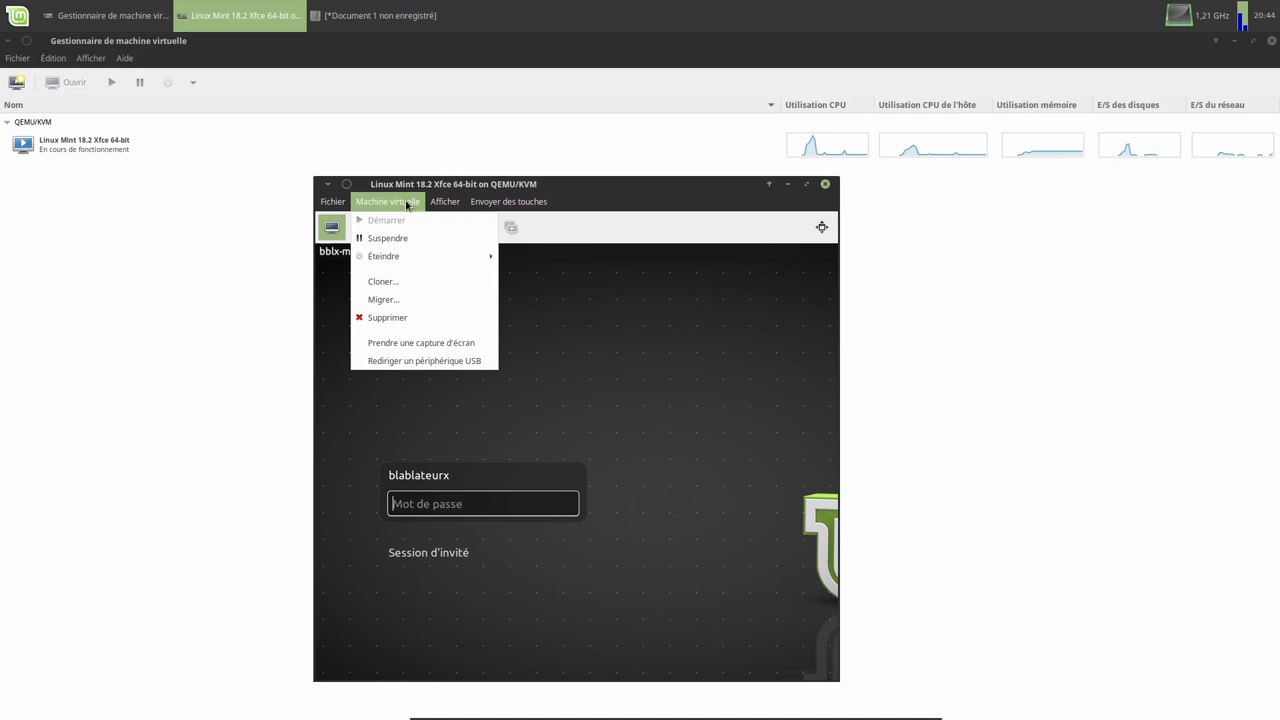 Gestionnaire de machine vir...
Linux Mint 18.2 Xfce 64-bit o...
[*Document 1 non enregistré]
1,21 GHz
20:44
Gestionnaire de machine virtuelle
Fichier Édition Afficher Aide
Ouvrir
Nom
Utilisation CPU
Utilisation CPU de l'hôte
Utilisation mémoire
E/S des disques
E/S du réseau
QEMU/KVM
Linux Mint 18.2 Xfce 64-bit
En cours de fonctionnement
Linux Mint 18.2 Xfce 64-bit on QEMU/KVM
Fichier Machine virtuelle Afficher Envoyer des touches
Démarrer
Suspendre
Éteindre
Cloner...
Migrer...
Supprimer
Prendre une capture d'écran
Rediriger un périphérique USB
bblx-m
blablateurx
Mot de passe
Session d'invité